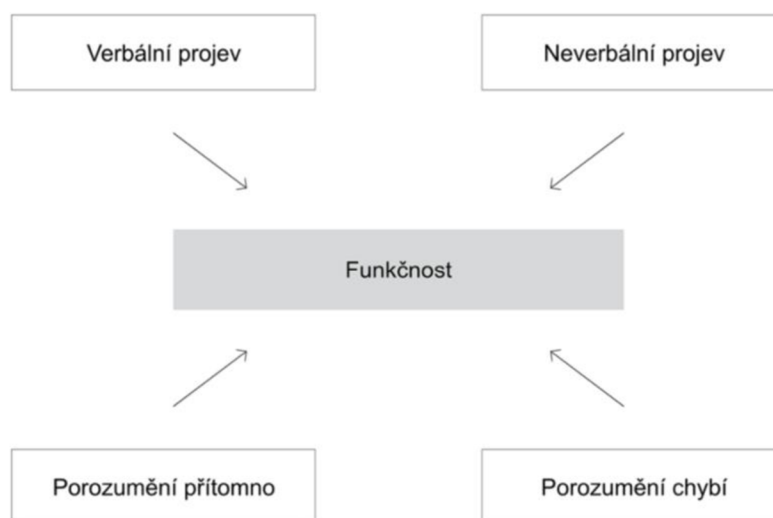 Verbální projev
Neverbální projev
Funkčnost
Porozumění přítomno
Porozumění chybí